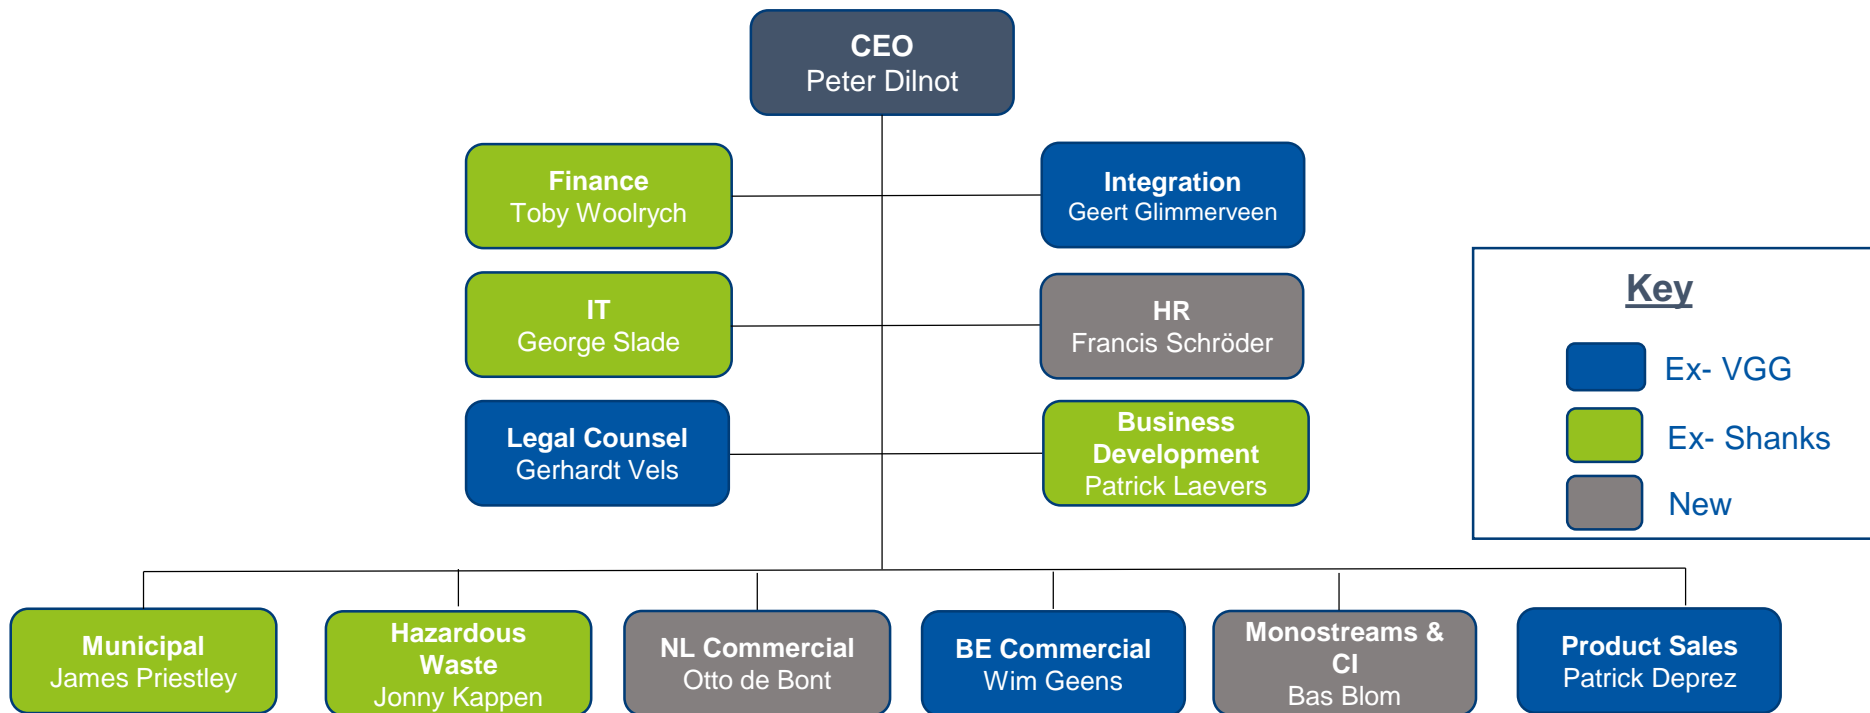 CEO
Peter Dilnot
Finance
Toby Woolrych
Integration
Geert Glimmerveen
IT
George Slade
HR
Francis Schröder
Legal Counsel
Gerhardt Vels
Business
Development
Patrick Laevers
Key
Ex- VGG
Ex- Shanks
New
Municipal
James Priestley
Hazardous
Waste
Jonny Kappen
NL Commercial
Otto de Bont
BE Commercial
Wim Geens
Monostreams &
CI
Bas Blom
Product Sales
Patrick Deprez